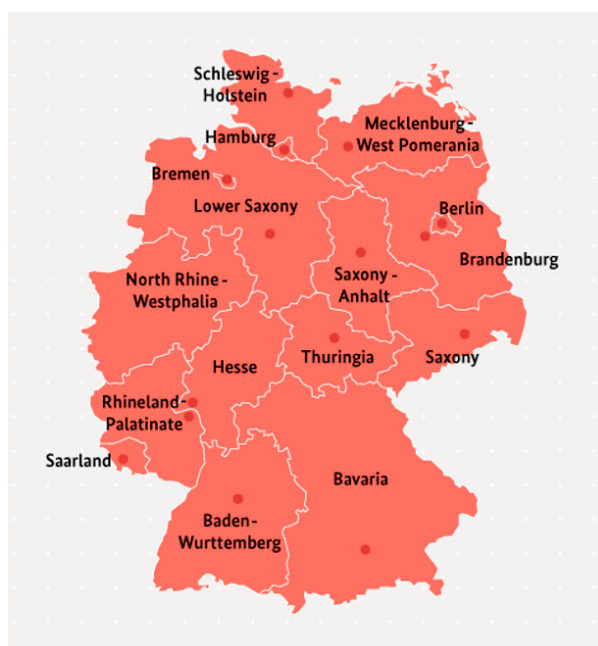 Schleswig-
Holstein
Mecklenburg-
West Pomerania
Hamburg
Bremen
Lower Saxony
Berlin
Brandenburg
North Rhine-
Westphalia
Saxony-
Anhalt
Hesse
Thuringia
Saxony
Rhineland-
Palatinate
Saarland
Bavaria
Baden-
Wurttemberg